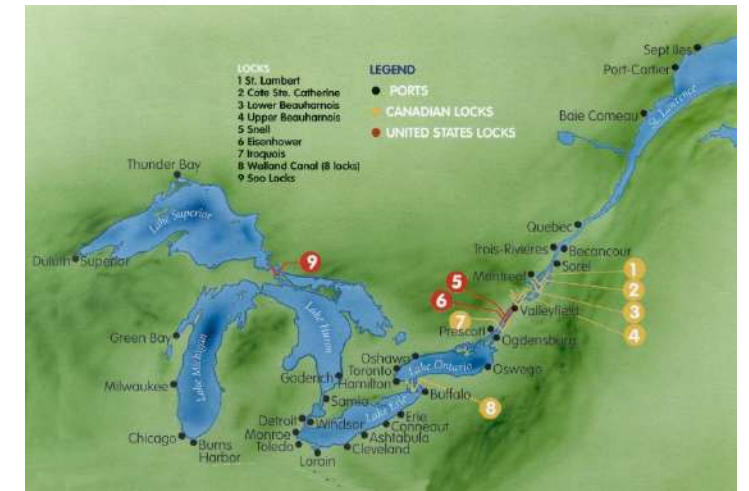 LOCKS
1 St. Lambert
2 Cote Ste. Catherine
3 Lower Beauharnois
4 Upper Beauharnois
5 Snell
6 Eisenhower
7 Iroquois
8 Welland Canal (8 locks)
9 Soo Locks
LEGEND
PORTS
CANADIAN LOCKS
UNITED STATES LOCKS
Sept Iles
Port-Cartier
Baie Comeau
St. Lawrence
Thunder Bay
Lake Superior
Duluth Superior
9
Quebec
Trois-Rivières
Becancour
Sorel
Montreal
1
2
3
4
5
6
7
Valleyfield
Prescott
Ogdensburg
Green Bay
Lake Michigan
Lake Huron
Milwaukee
Chicago
Burns
Harbor
Goderich
Sarnia
Oshawa
Toronto
Hamilton
Lake Ontario
Oswego
Buffalo
8
Detroit
Windsor
Monroe
Toledo
Lake Erie
Erie
Conneaut
Ashtabula
Cleveland
Lorain